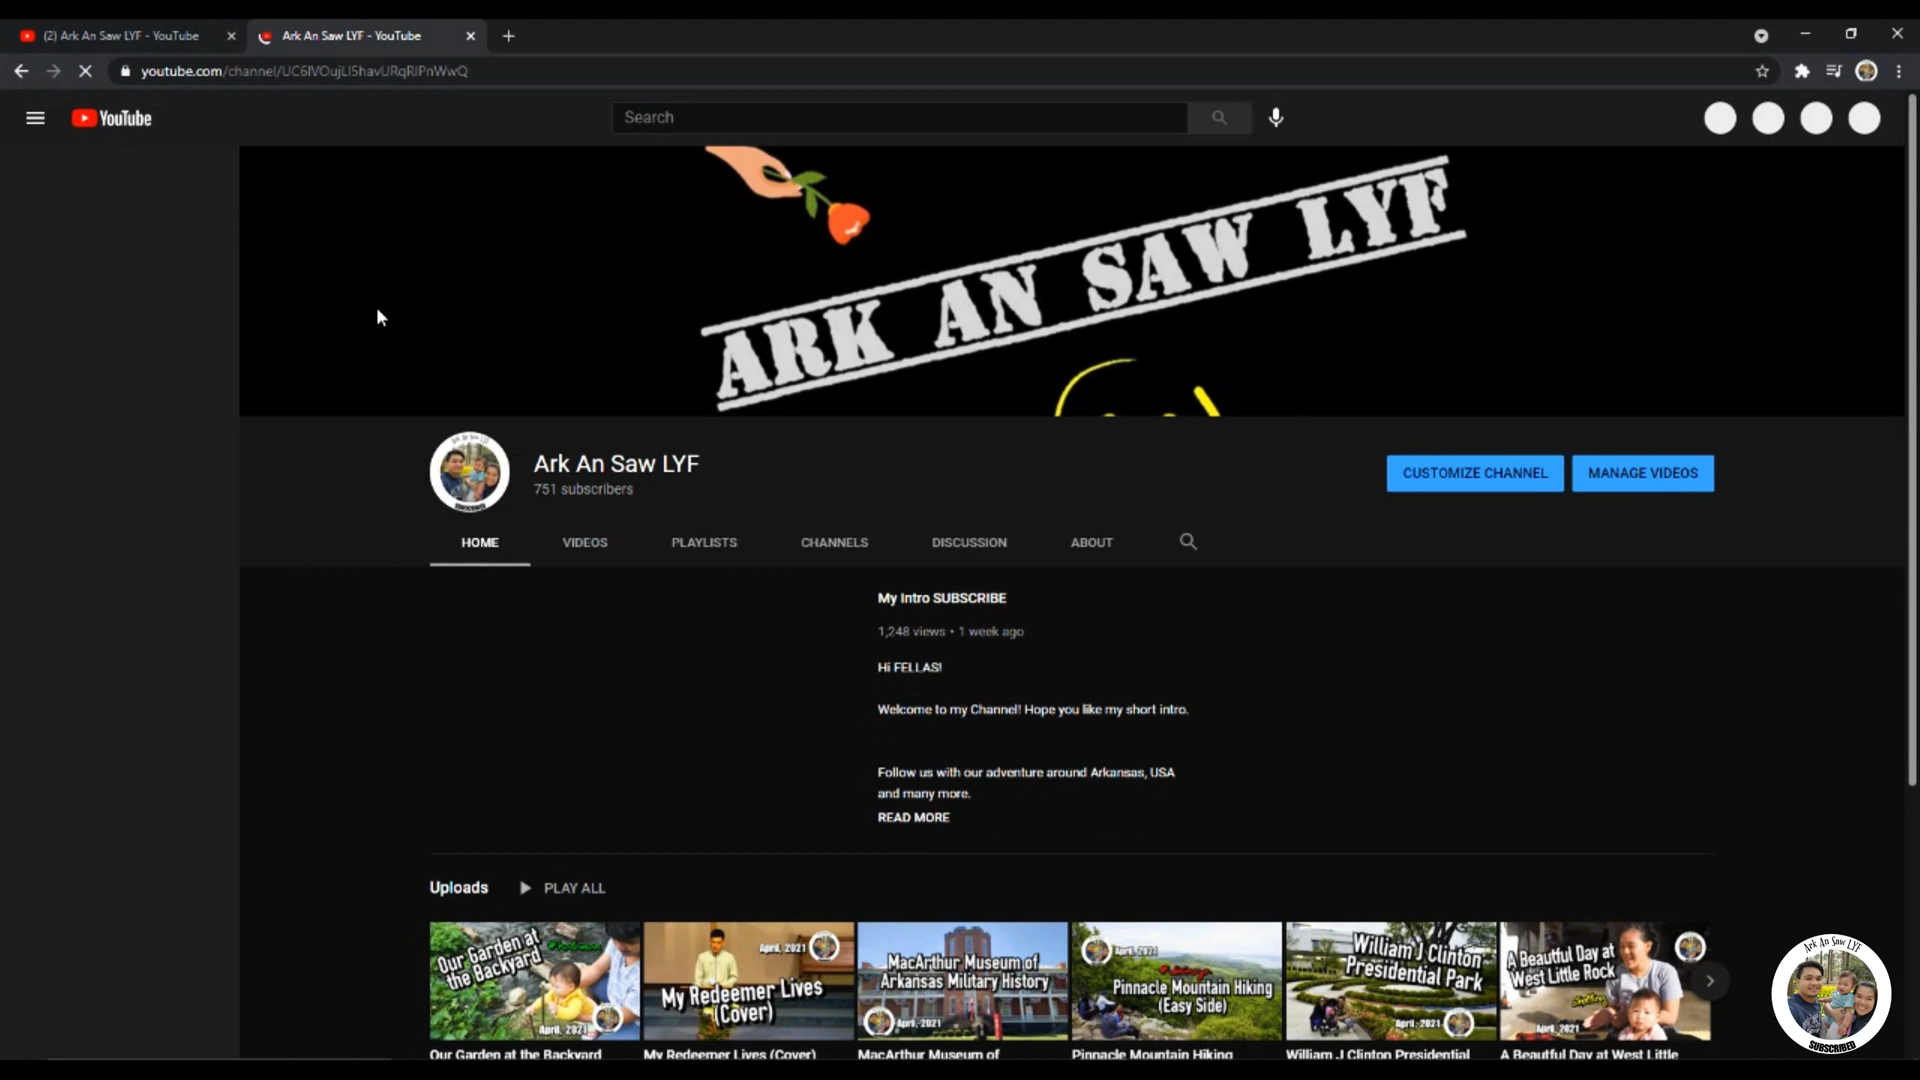 (2) Ark An Saw LYF - YouTube
Ark An Saw LYF - YouTube
youtube.com/channel/UC6IVOujLI5havURqRIPnWwQ
YouTube
Search
ARK AN SAW LYF
Ark An Saw LYF
751 subscribers
CUSTOMIZE CHANNEL
MANAGE VIDEOS
HOME
VIDEOS
PLAYLISTS
CHANNELS
DISCUSSION
ABOUT
My Intro SUBSCRIBE
1,248 views • 1 week ago
Hi FELLAS!
Welcome to my Channel! Hope you like my short intro.
Follow us with our adventure around Arkansas, USA
and many more.
READ MORE
Uploads
PLAY ALL
Our Garden at
the Backyard
April, 2021
April, 2021
My Redeemer Lives
(Cover)
MacArthur Museum of
Arkansas Military History
April, 2021
April, 2021
Pinnacle Mountain Hiking
(Easy Side)
William J Clinton
Presidential Park
April, 2021
A Beautful Day at
West Little Rock
April, 2021
Ark An Saw LYF
SUBSCRIBED
Our Garden at the Backyard
My Redeemer Lives (Cover)
MacArthur Museum of
Pinnacle Mountain Hiking
William J Clinton Presidential
A Beautful Day at West Little